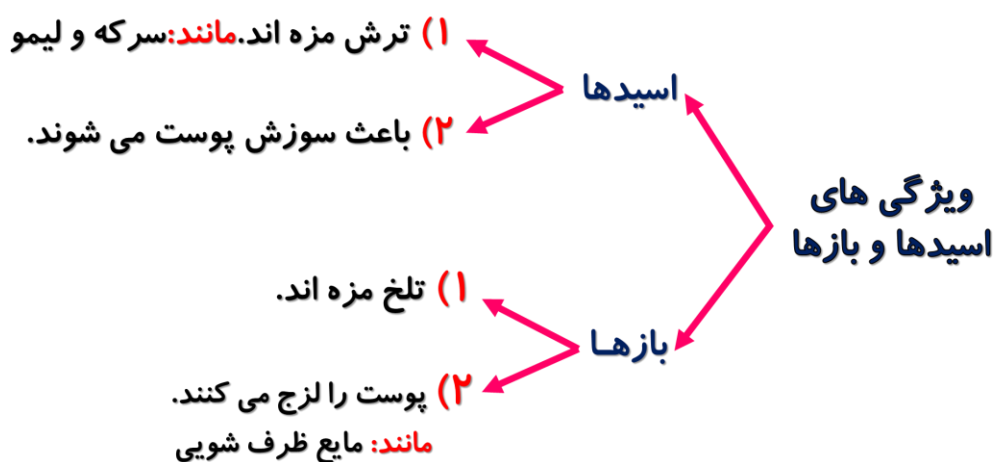 ویژگی های
اسیدها و بازها
اسیدها
۱) ترش مزه اند.مانند:سرکه و لیمو
۲) باعث سوزش پوست می شوند.
بازهـا
۱) تلخ مزه اند.
۲) پوست را لزج می کنند.
مانند: مایع ظرف شویی